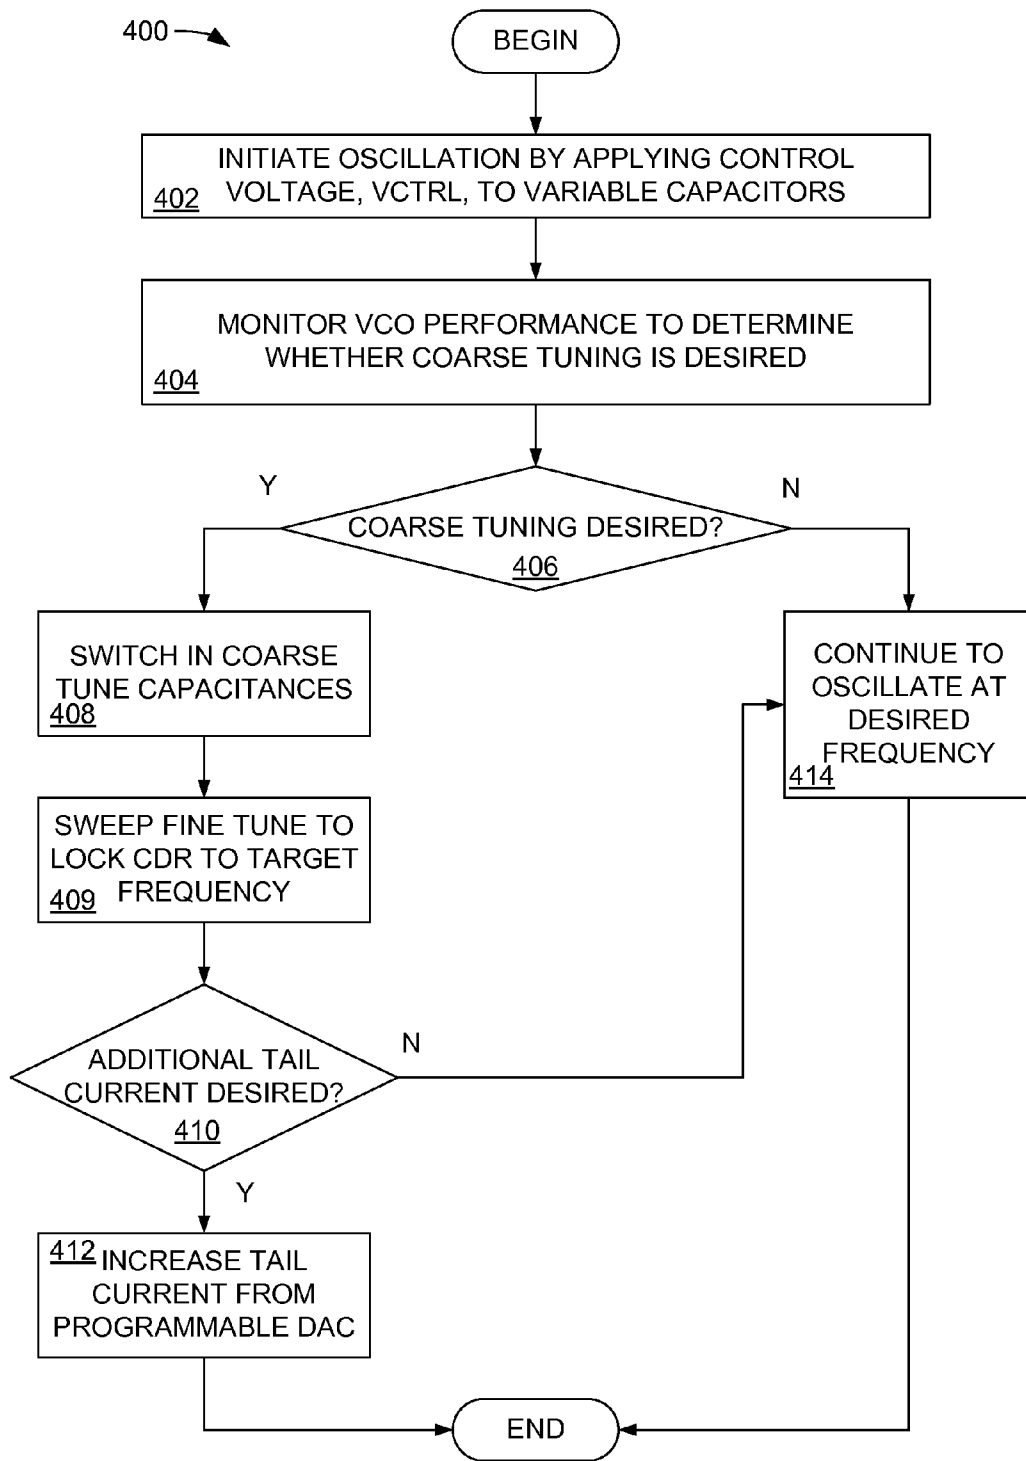 400
BEGIN
INITIATE OSCILLATION BY APPLYING CONTROL
VOLTAGE, VCTRL, TO VARIABLE CAPACITORS
402
MONITOR VCO PERFORMANCE TO DETERMINE
WHETHER COARSE TUNING IS DESIRED
404
Y
N
COARSE TUNING DESIRED?
406
SWITCH IN COARSE
TUNE CAPACITANCES
408
CONTINUE TO
OSCILLATE AT
DESIRED
FREQUENCY
414
SWEEP FINE TUNE TO
LOCK CDR TO TARGET
FREQUENCY
409
N
ADDITIONAL TAIL
CURRENT DESIRED?
410
Y
412
INCREASE TAIL
CURRENT FROM
PROGRAMMABLE DAC
END